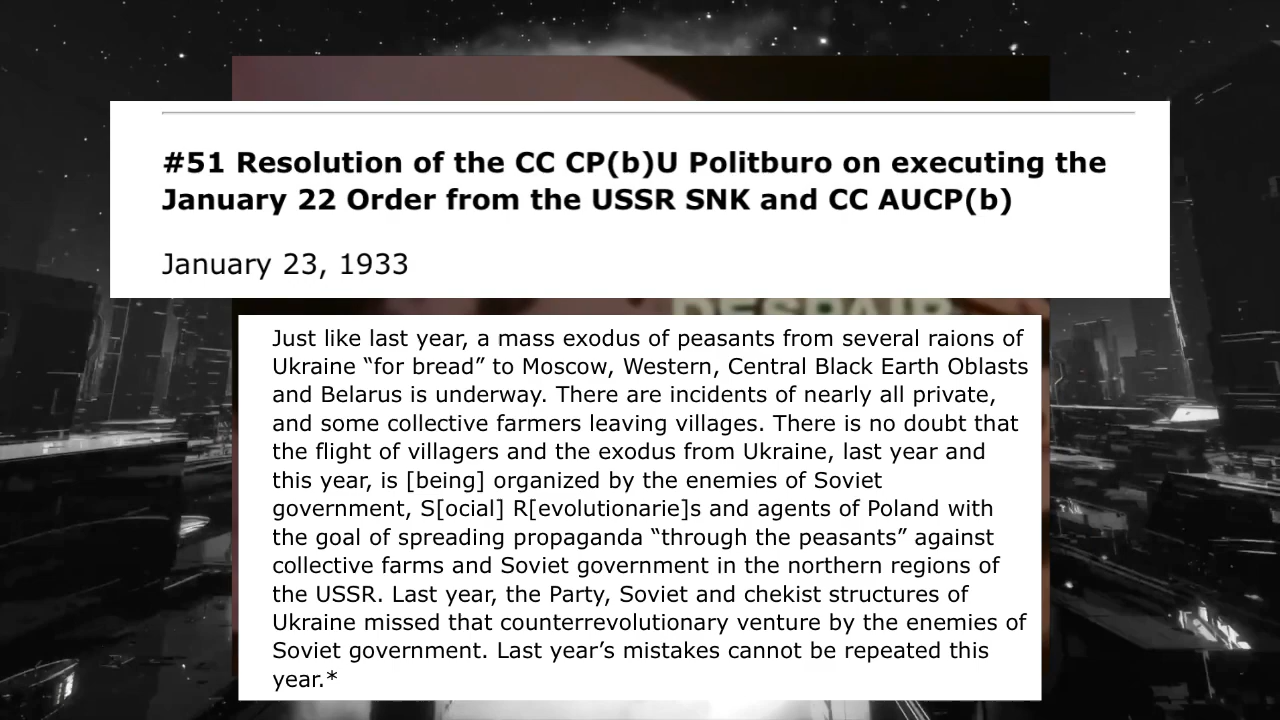 #51 Resolution of the CC CP(b)U Politburo on executing the
January 22 Order from the USSR SNK and CC AUCP(b)
January 23, 1933
DESPAIR
Just like last year, a mass exodus of peasants from several raions of
Ukraine “for bread” to Moscow, Western, Central Black Earth Oblasts
and Belarus is underway. There are incidents of nearly all private,
and some collective farmers leaving villages. There is no doubt that
the flight of villagers and the exodus from Ukraine, last year and
this year, is [being] organized by the enemies of Soviet
government, S[ocial] R[evolutionarie]s and agents of Poland with
the goal of spreading propaganda “through the peasants” against
collective farms and Soviet government in the northern regions of
the USSR. Last year, the Party, Soviet and chekist structures of
Ukraine missed that counterrevolutionary venture by the enemies of
Soviet government. Last year’s mistakes cannot be repeated this
year.*